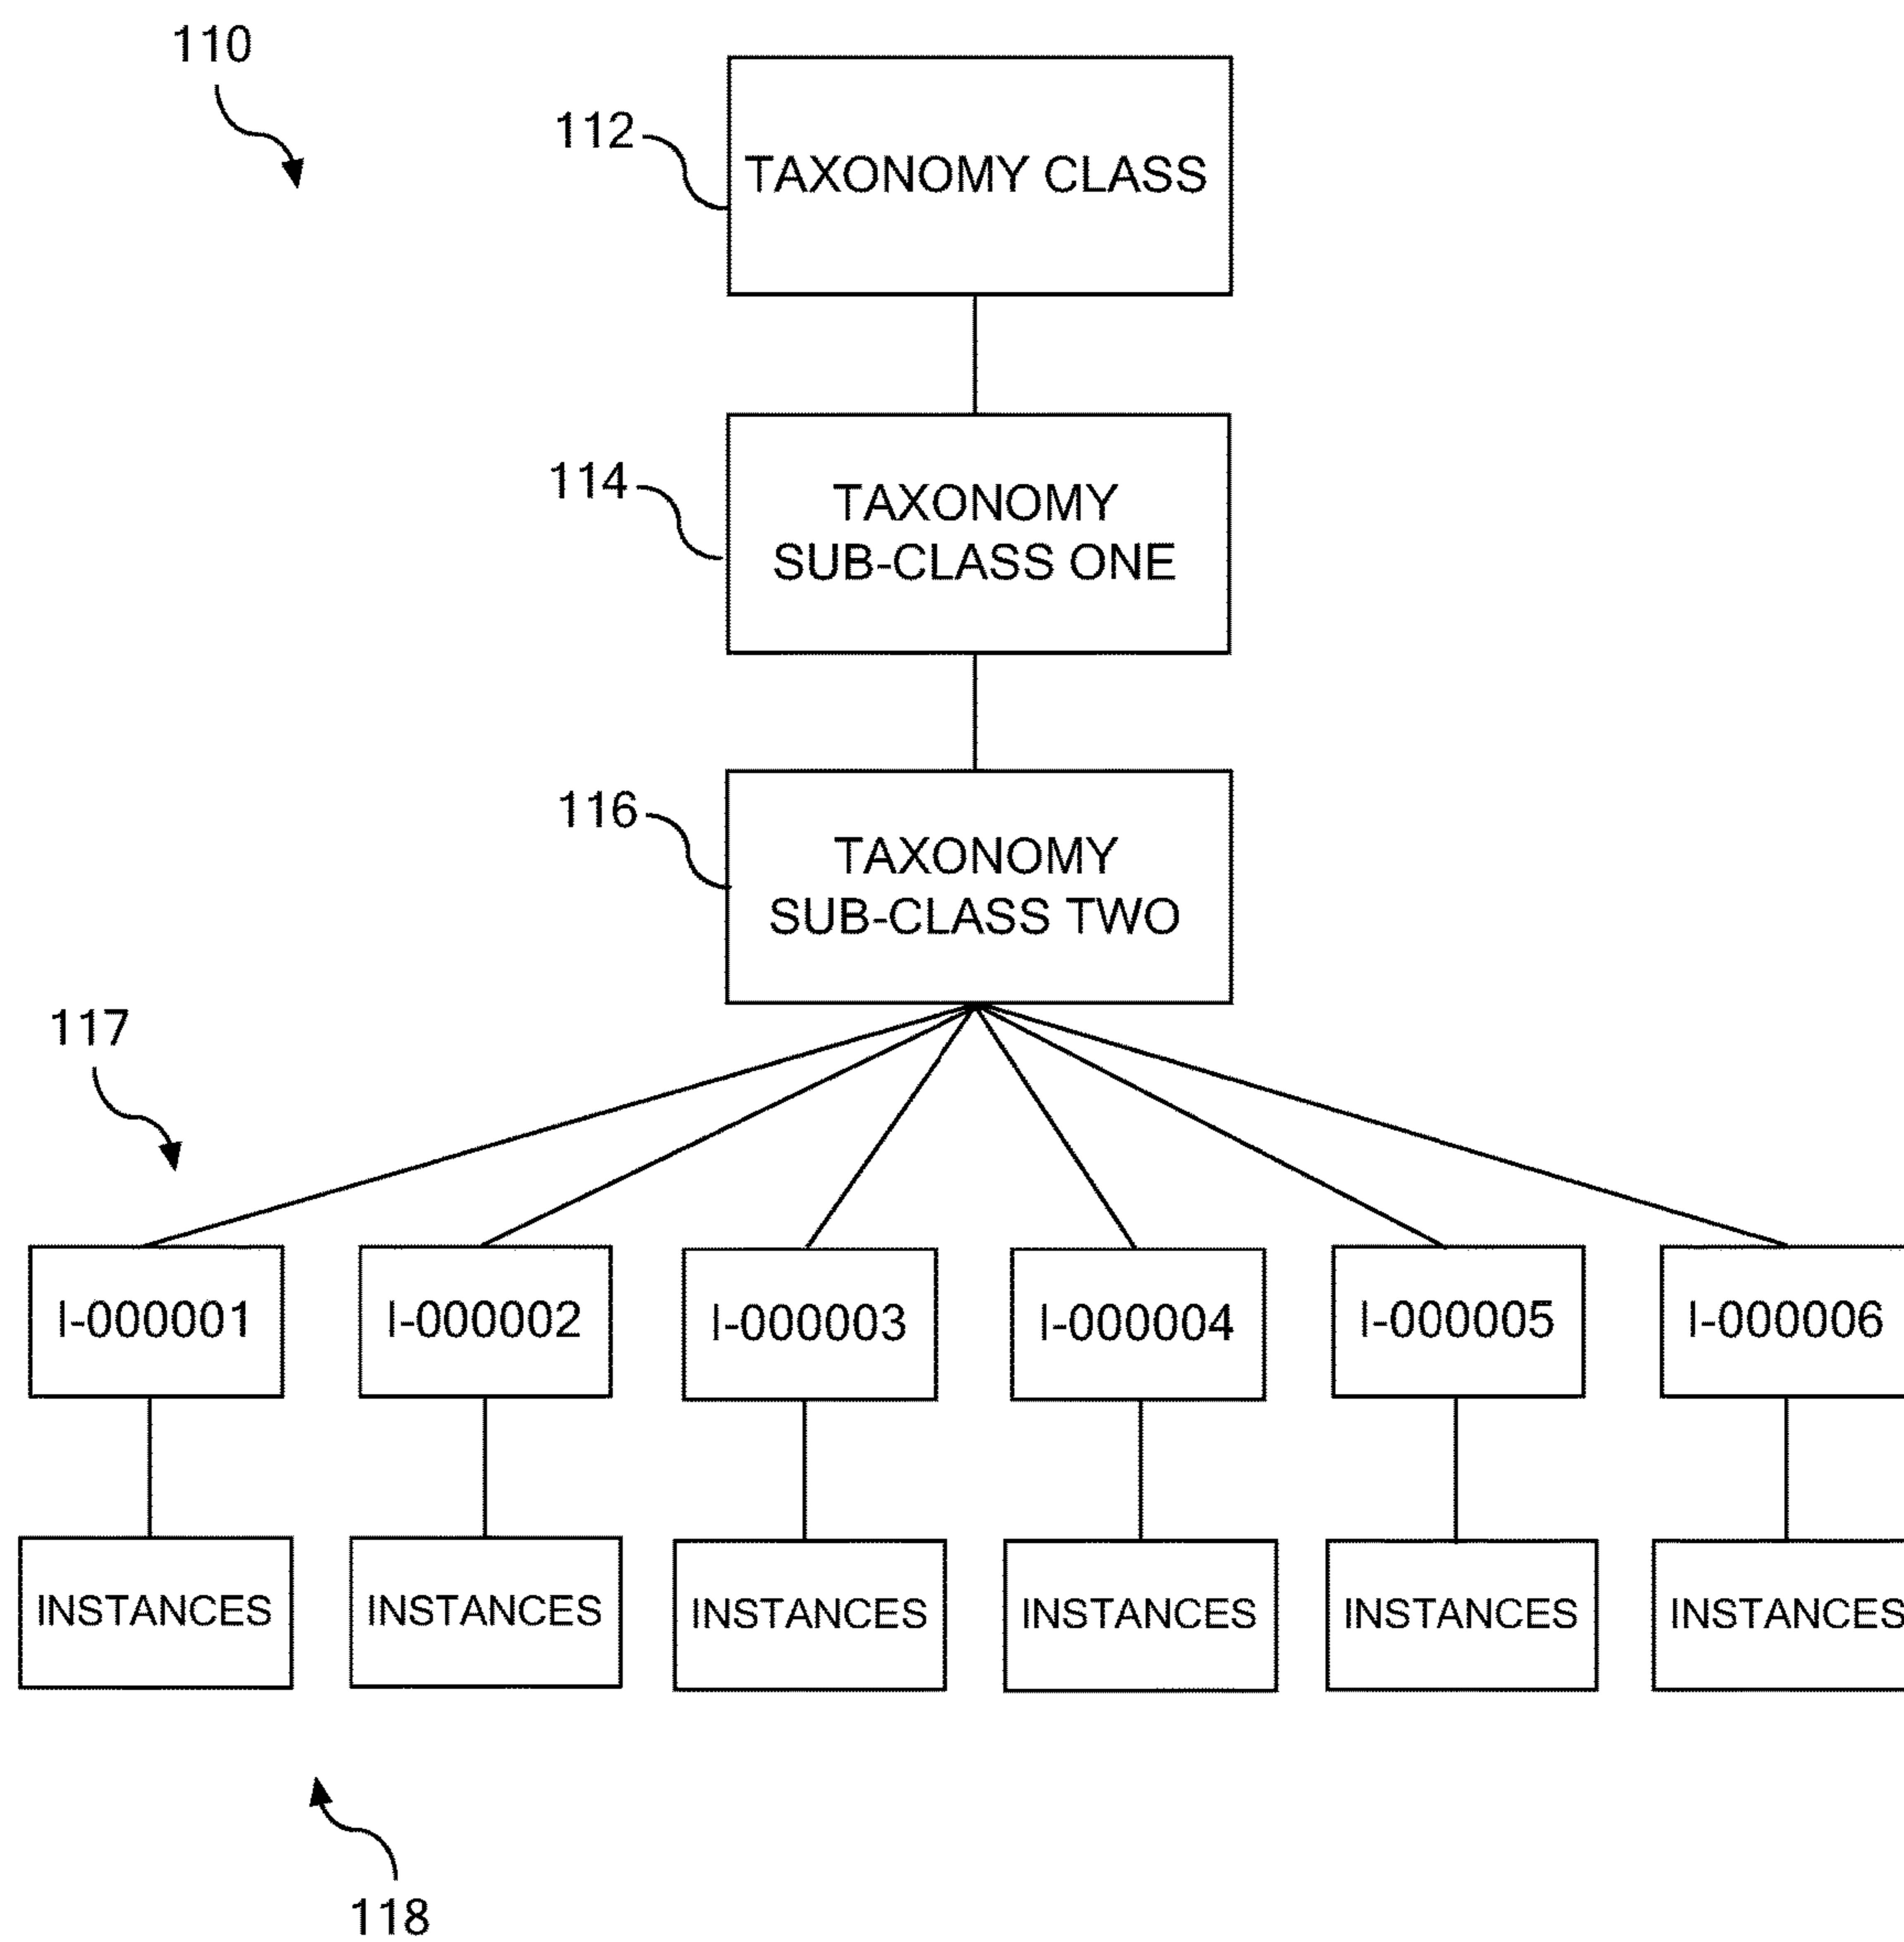 110
112
TAXONOMY CLASS
114
TAXONOMY
SUB-CLASS ONE
116
TAXONOMY
SUB-CLASS TWO
117
I-000001 I-000002 I-000003 I-000004 I-000005 I-000006
INSTANCES INSTANCES INSTANCES INSTANCES INSTANCES INSTANCES
118